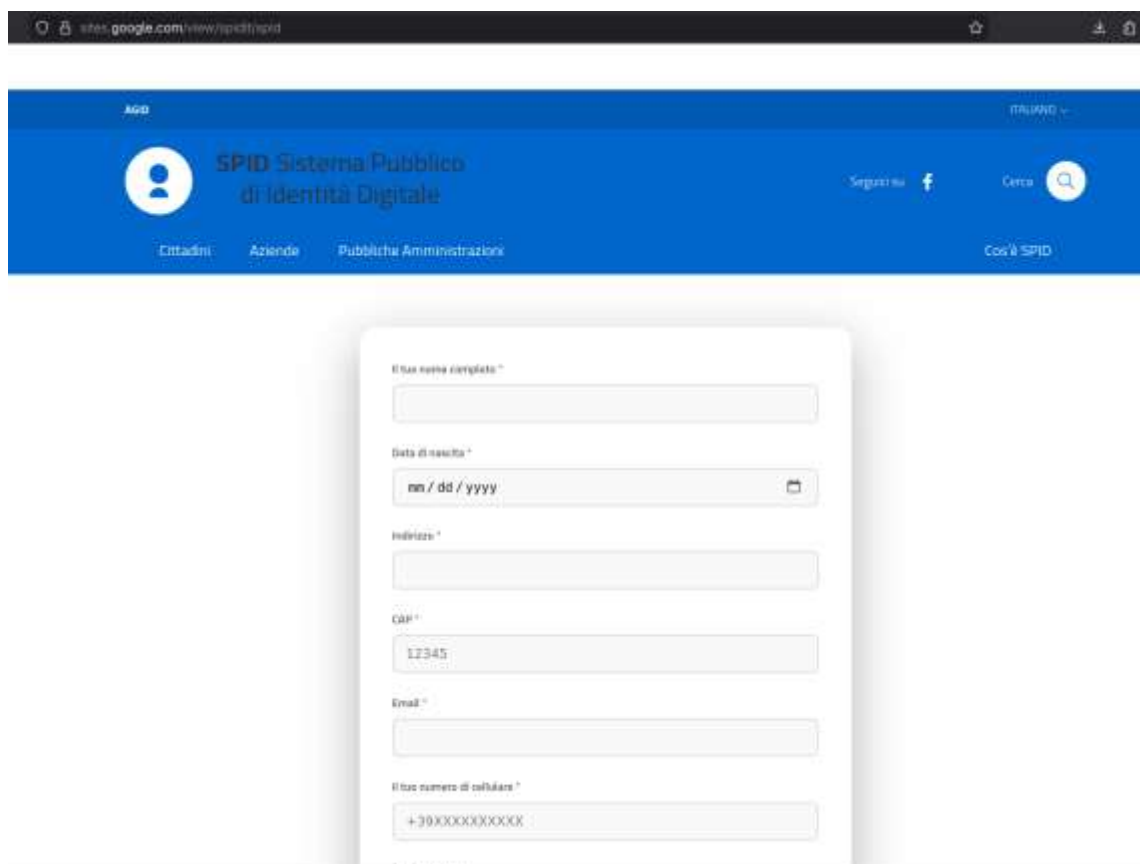 sites.google.com/view/spidit/spid
AGID
ITALIANO
SPID Sistema Pubblico
di Identità Digitale
Seguici su
Cerca
Cittadini Aziende Pubbliche Amministrazioni Cos'è SPID
Il tuo nome completo *
Data di nascita *
mm / dd / yyyy
Indirizzo *
CAP *
12345
Email *
Il tuo numero di cellulare *
+39XXXXXXXXXX